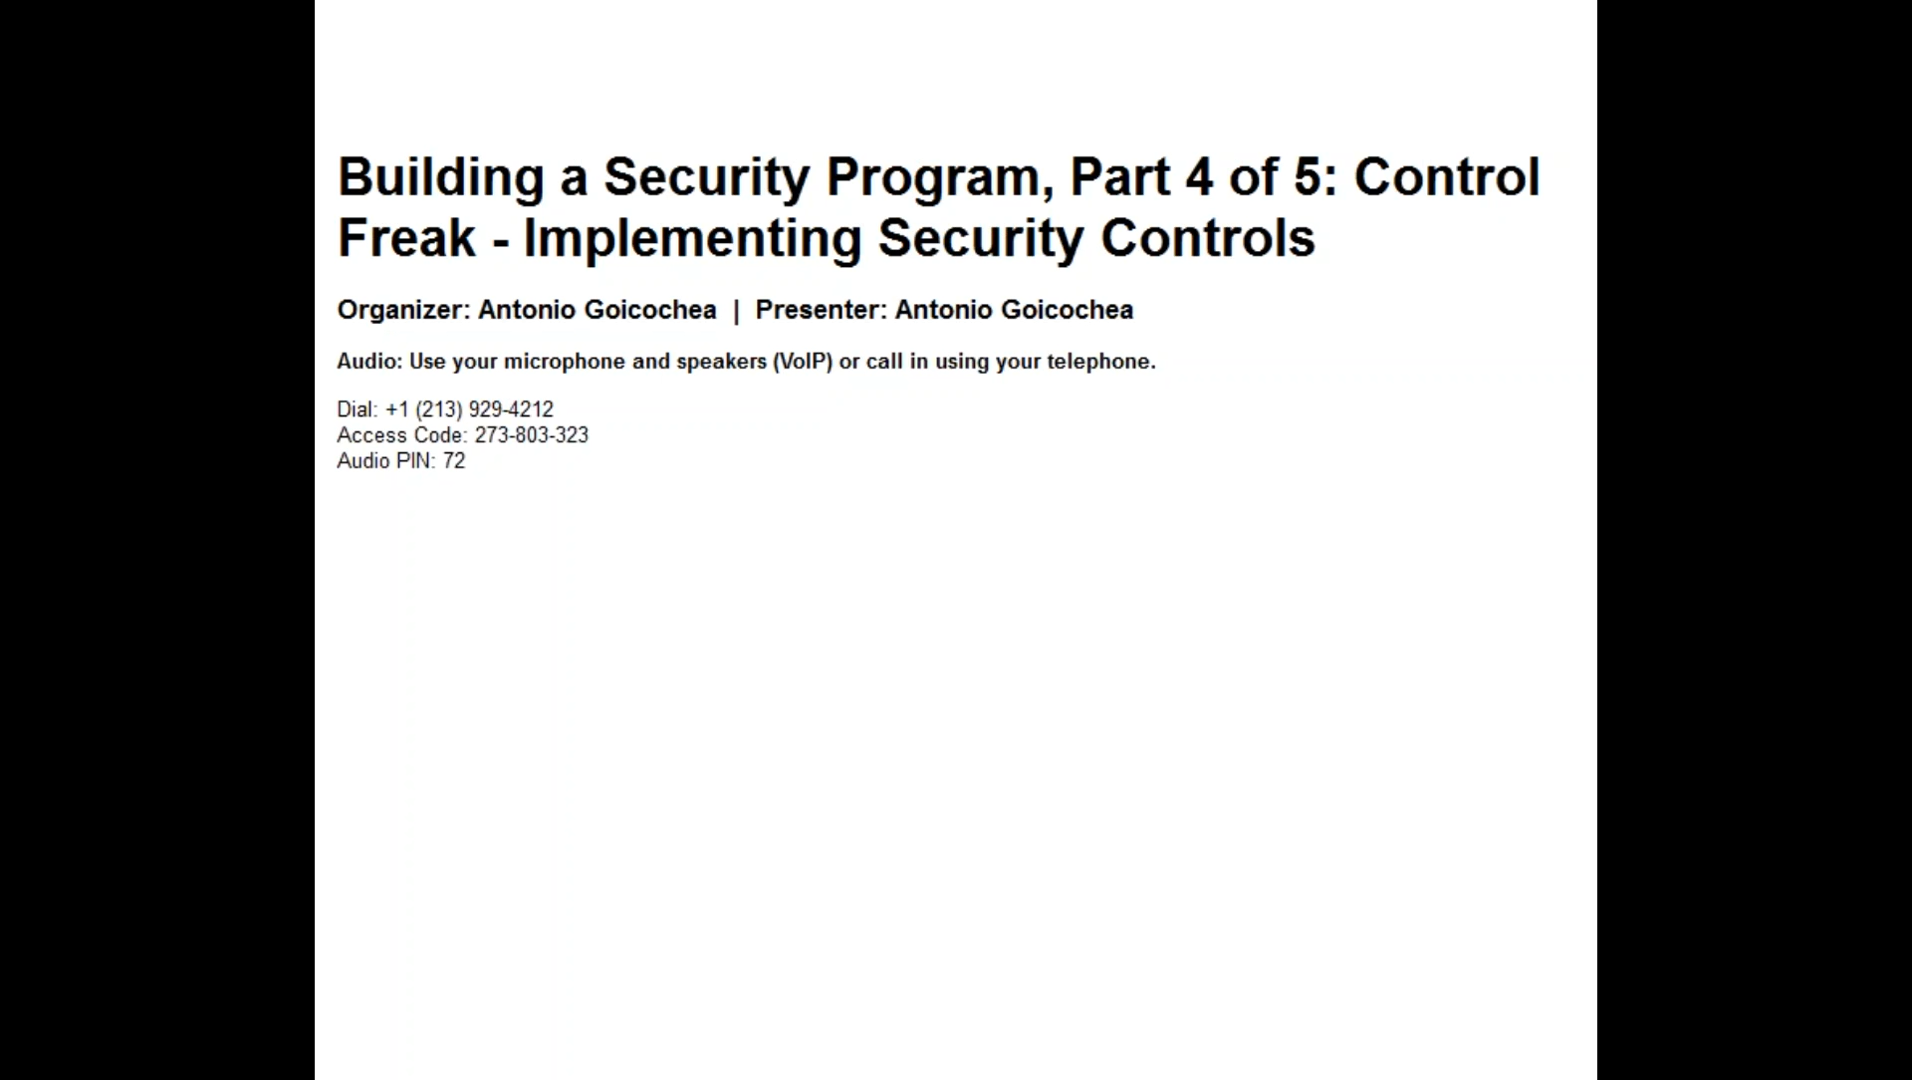 Building a Security Program, Part 4 of 5: Control
Freak - Implementing Security Controls
Organizer: Antonio Goicochea | Presenter: Antonio Goicochea
Audio: Use your microphone and speakers (VoIP) or call in using your telephone.
Dial: +1 (213) 929-4212
Access Code: 273-803-323
Audio PIN: 72